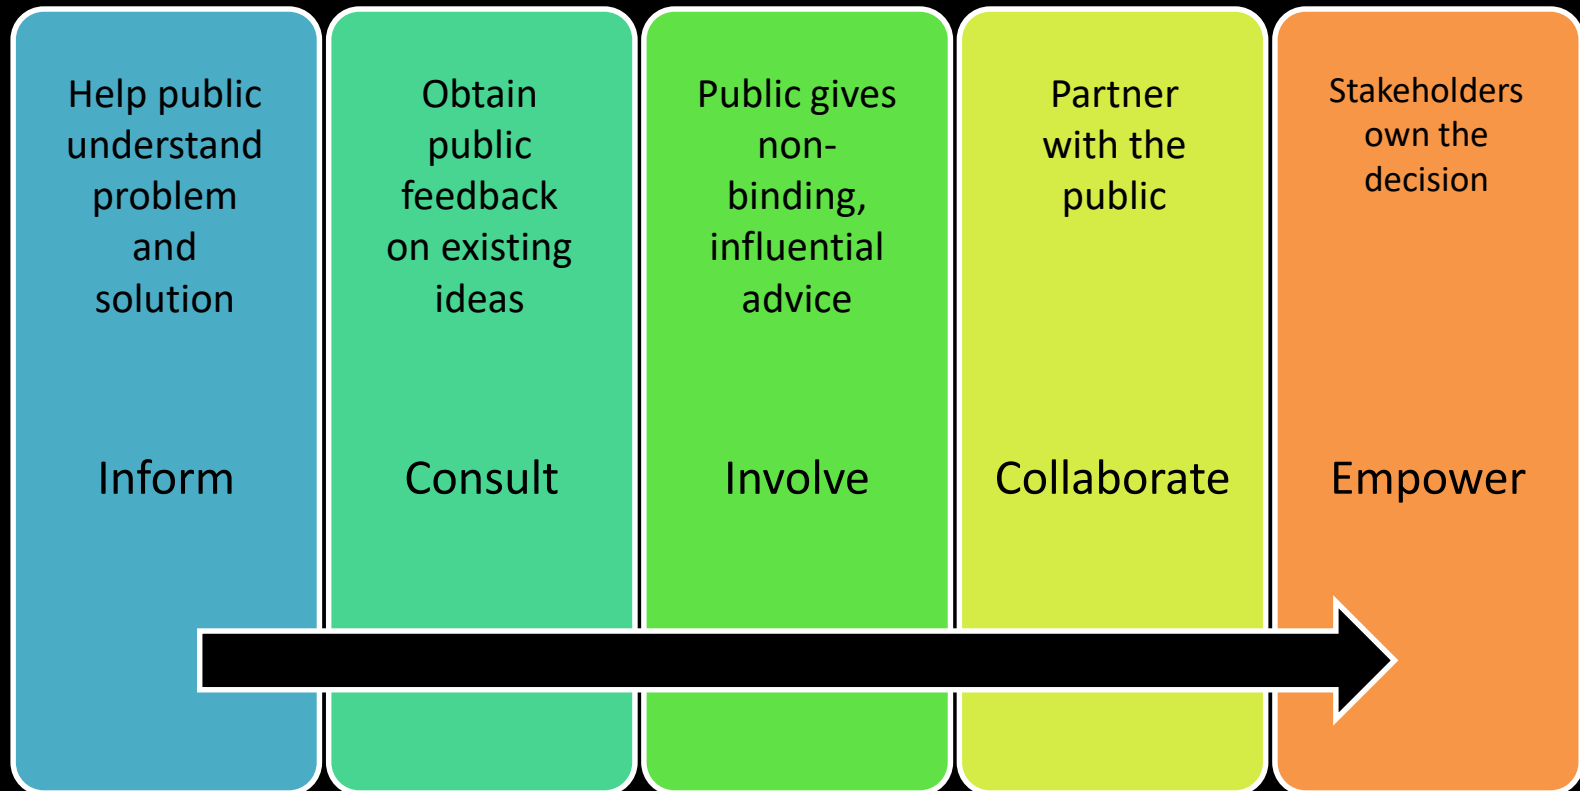 Help public
understand
problem
and
solution
Inform
Obtain
public
feedback
on existing
ideas
Consult
Public gives
non-
binding,
influential
advice
Involve
Partner
with the
public
Collaborate
Stakeholders
own the
decision
Empower